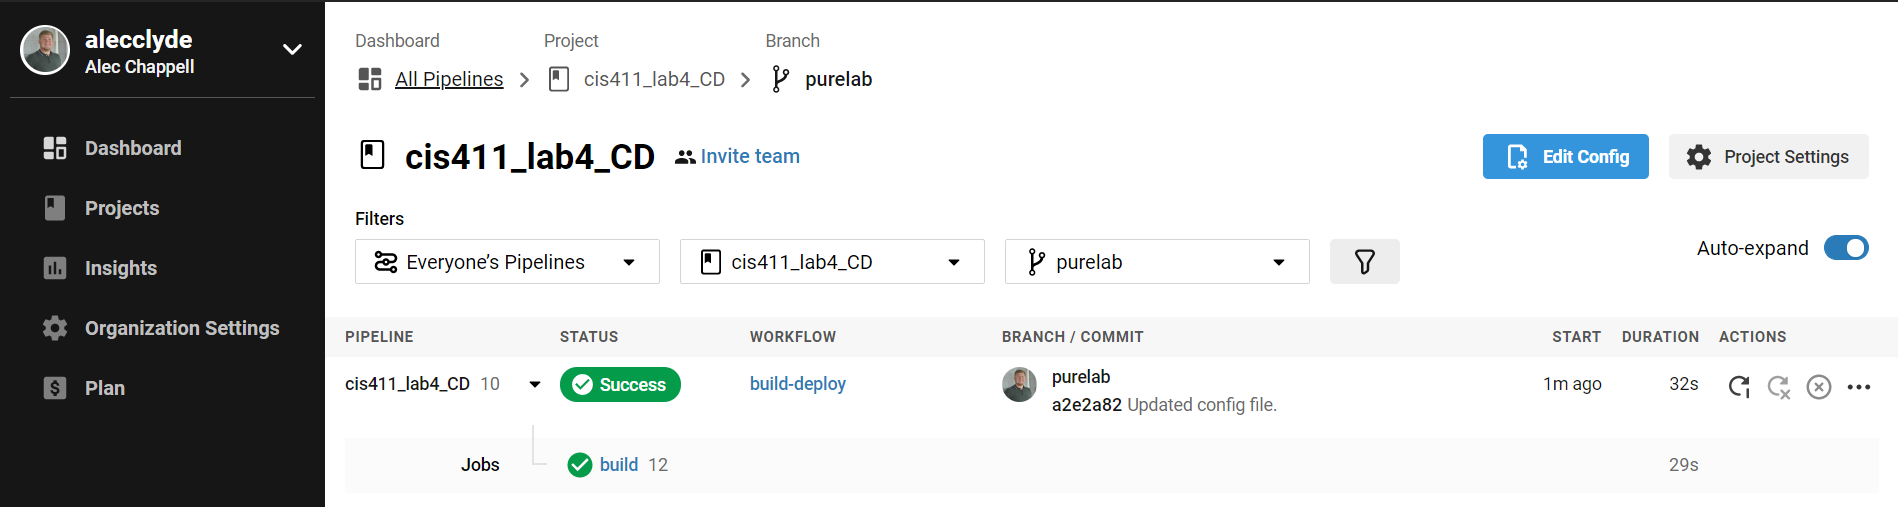 alecclyde
Alec Chappell
Dashboard
Projects
Insights
Organization Settings
Plan
Dashboard Project Branch
All Pipelines cis411_lab4_CD purelab
cis411_lab4_CD Invite team Edit Config Project Settings
Filters
Everyone’s Pipelines cis411_lab4_CD purelab Auto-expand
PIPELINE STATUS WORKFLOW BRANCH / COMMIT START DURATION ACTIONS
cis411_lab4_CD 10 Success build-deploy purelab 1m ago 32s
a2e2a82 Updated config file.
Jobs build 12 29s